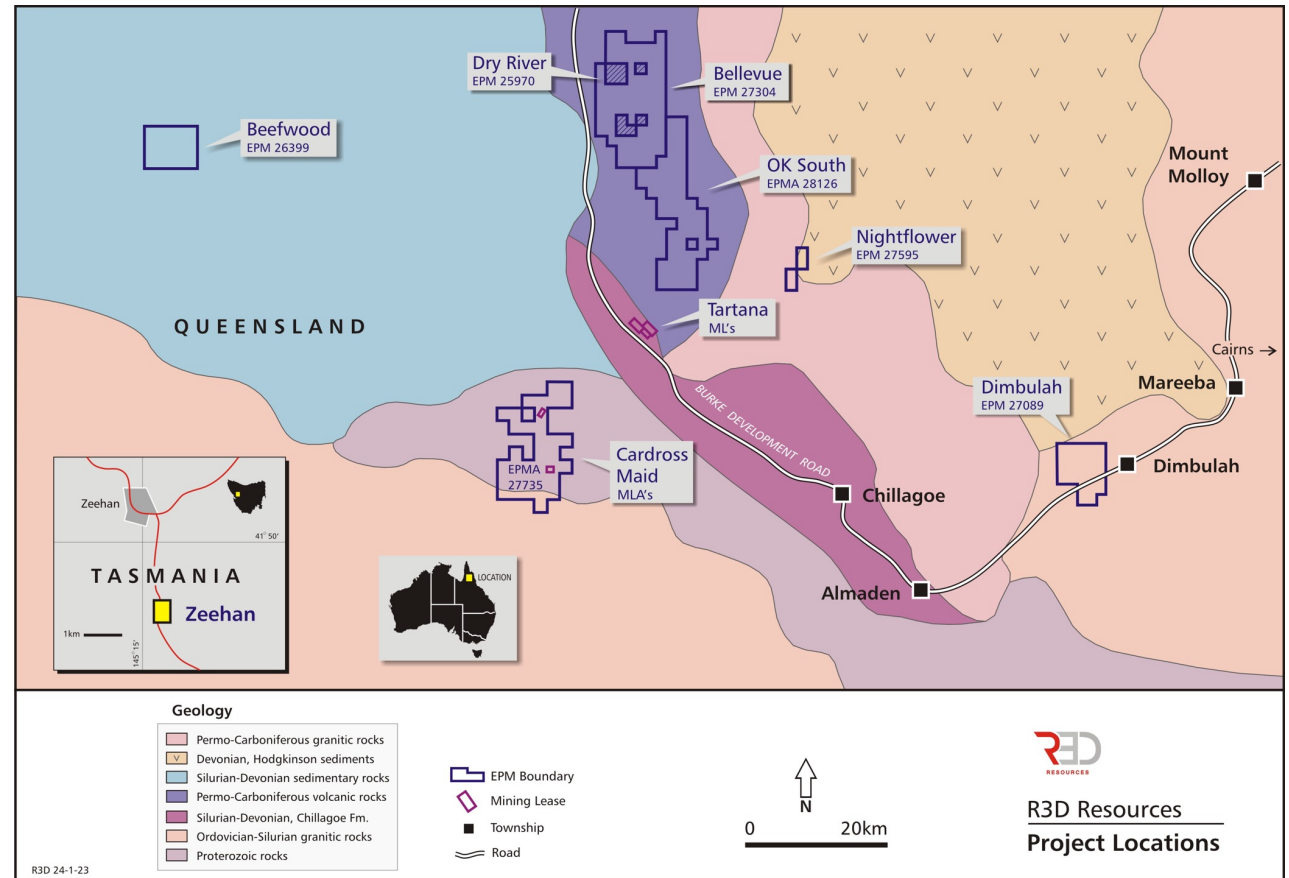 Dry River
EPM 25970
Bellevue
EPM 27304
Beefwood
EPM 26399
OK South
EPMA 28126
Mount
Molloy
Nightflower
EPM 27595
QUEENSLAND
Tartana
ML's
Cairns →
Mareeba
Dimbulah
EPM 27089
BURKE DEVELOPMENT ROAD
Cardross
Maid
MLA's
EPMA
27735
Dimbulah
Chillagoe
Almaden
Zeehan
41° 50'
TASMANIA
Zeehan
1km
145° 15'
LOCATION
Geology
Permo-Carboniferous granitic rocks
V Devonian, Hodgkinson sediments
Silurian-Devonian sedimentary rocks
Permo-Carboniferous volcanic rocks
Silurian-Devonian, Chillagoe Fm.
Ordovician-Silurian granitic rocks
Proterozoic rocks
EPM Boundary
Mining Lease
Township
Road
N
0 20km
R3D
RESOURCES
R3D Resources
Project Locations
R3D 24-1-23